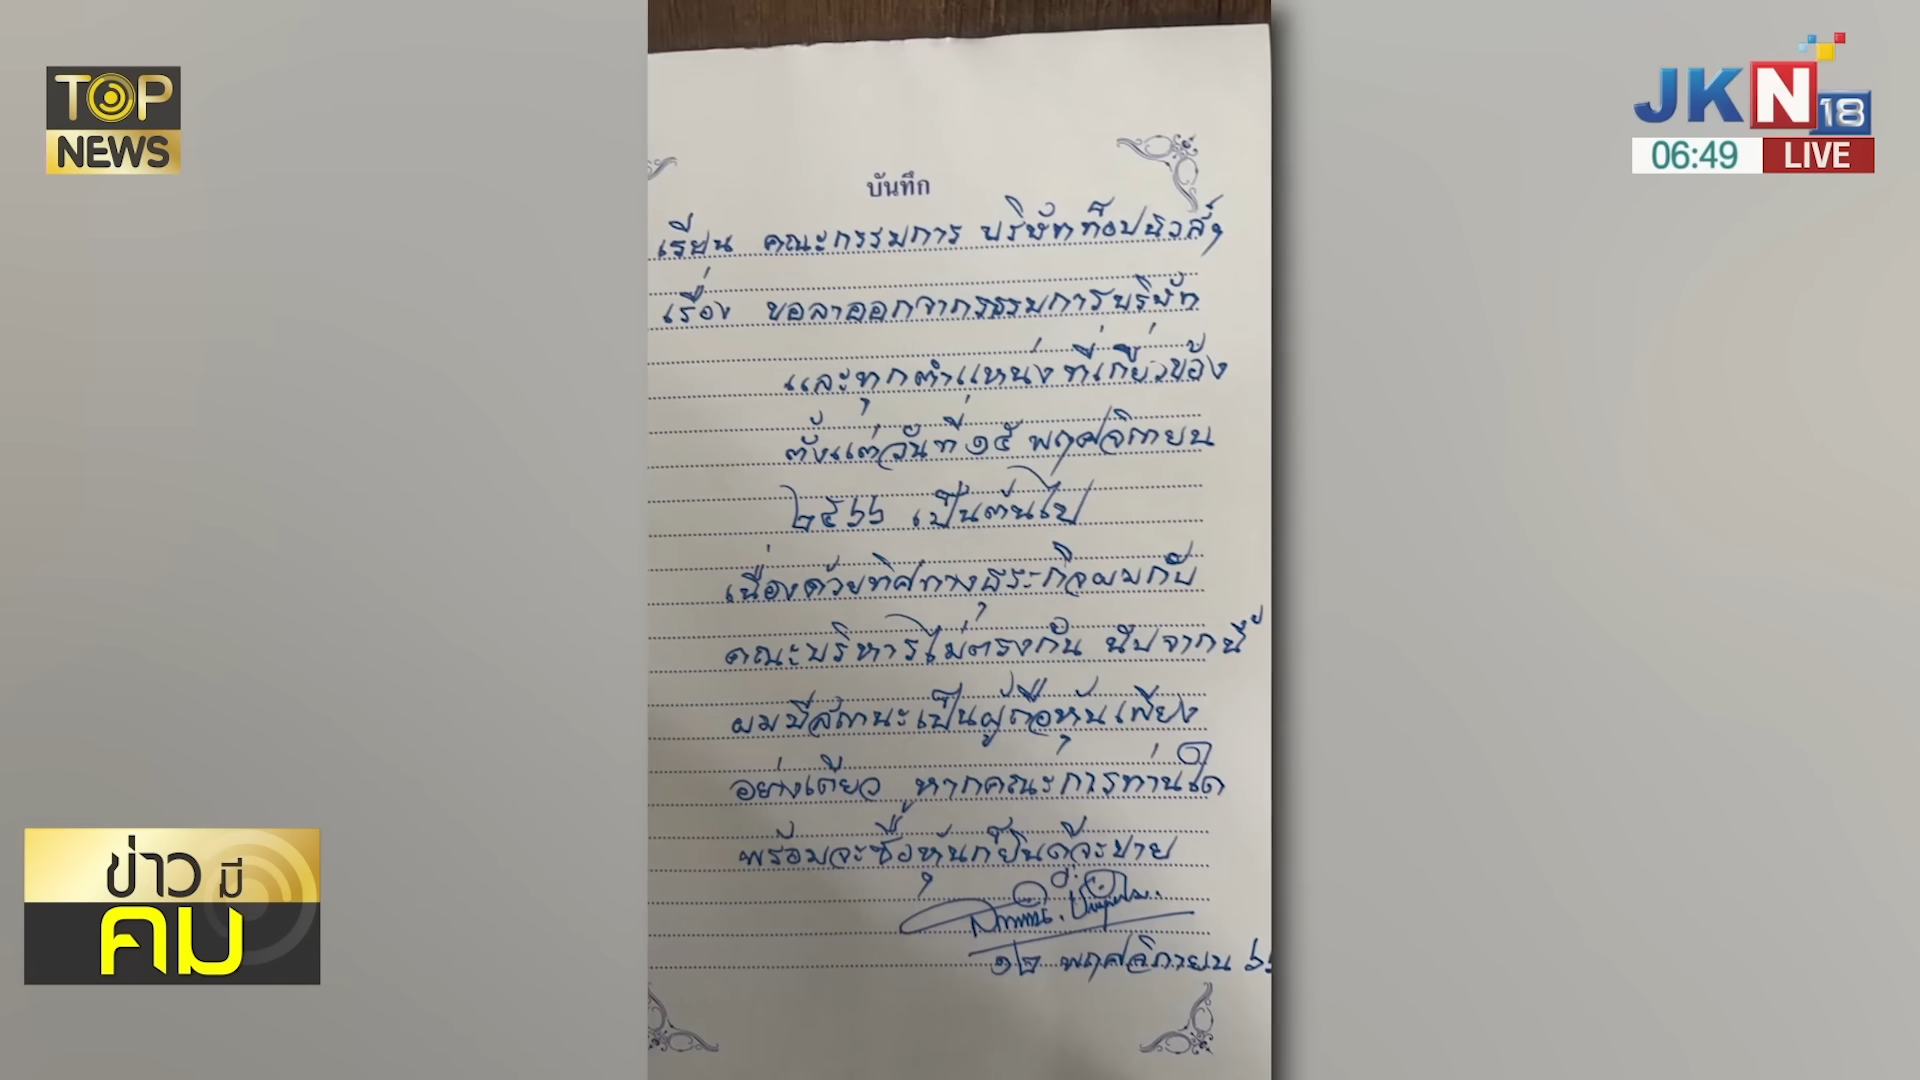 TOP
NEWS
JKN
18
06:49 LIVE
บันทึก
เรียน คณะกรรมการ บริษัทท็อปนิวส์ฯ
เรื่อง ขอลาออกจากกรรมการบริษัท
และทุกตำแหน่งที่เกี่ยวข้อง
ตั้งแต่วันที่ ๑๕ พฤศจิกายน
๒๕๖๖ เป็นต้นไป
เนื่องด้วยทิศทางธุระกิจผมกับ
คณะบริหารไม่ตรงกัน นับจากนี้
ผมมีสถานะเป็นผู้ถือหุ้นเพียง
อย่างเดียว หากคณะการท่านใด
พร้อมจะซื้อหุ้นก็ยินดีจะขาย
๑๒ พฤศจิกายน ๖๖
ข่าวมี
คม